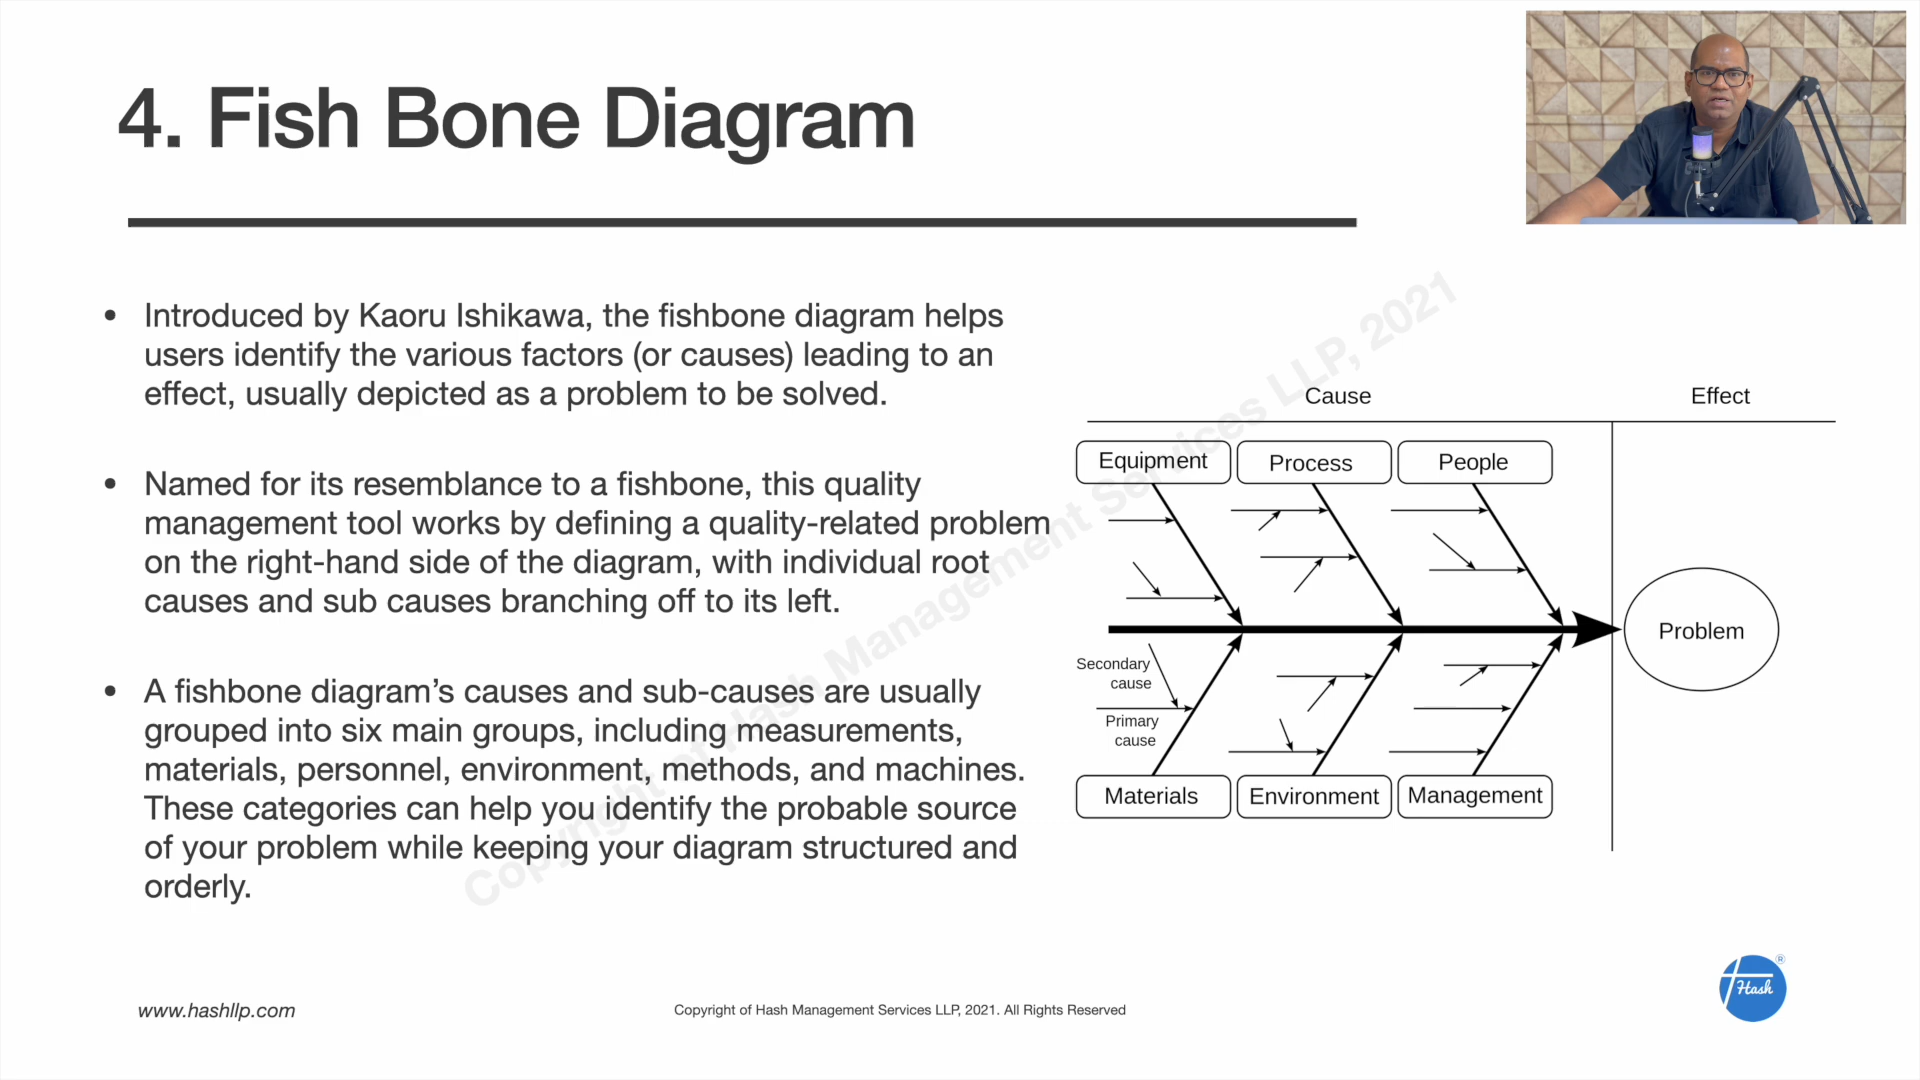 4. Fish Bone Diagram
• Introduced by Kaoru Ishikawa, the fishbone diagram helps
users identify the various factors (or causes) leading to an
effect, usually depicted as a problem to be solved.
• Named for its resemblance to a fishbone, this quality
management tool works by defining a quality-related problem
on the right-hand side of the diagram, with individual root
causes and sub causes branching off to its left.
• A fishbone diagram’s causes and sub-causes are usually
grouped into six main groups, including measurements,
materials, personnel, environment, methods, and machines.
These categories can help you identify the probable source
of your problem while keeping your diagram structured and
orderly.
Cause
Effect
Equipment
Process
People
Problem
Secondary
cause
Primary
cause
Materials
Environment
Management
Copyright of Hash Management Services LLP, 2021
www.hashllp.com
Copyright of Hash Management Services LLP, 2021. All Rights Reserved
Hash
®